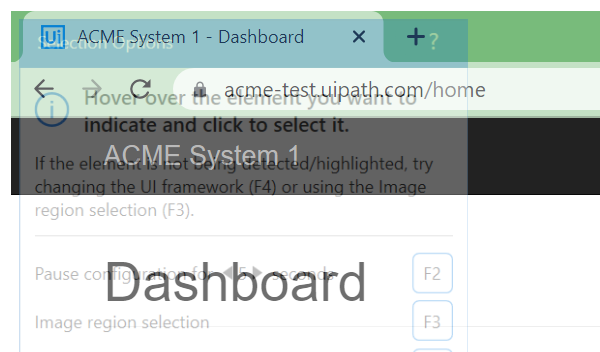 Ui ACME System 1 - Dashboard
Selection Options ?
acme-test.uipath.com/home
Hover over the element you want to
indicate and click to select it.
ACME System 1
If the element is not being detected/highlighted, try
changing the UI framework (F4) or using the Image
region selection (F3).
Pause configuration for 5 seconds F2
Dashboard
Image region selection F3